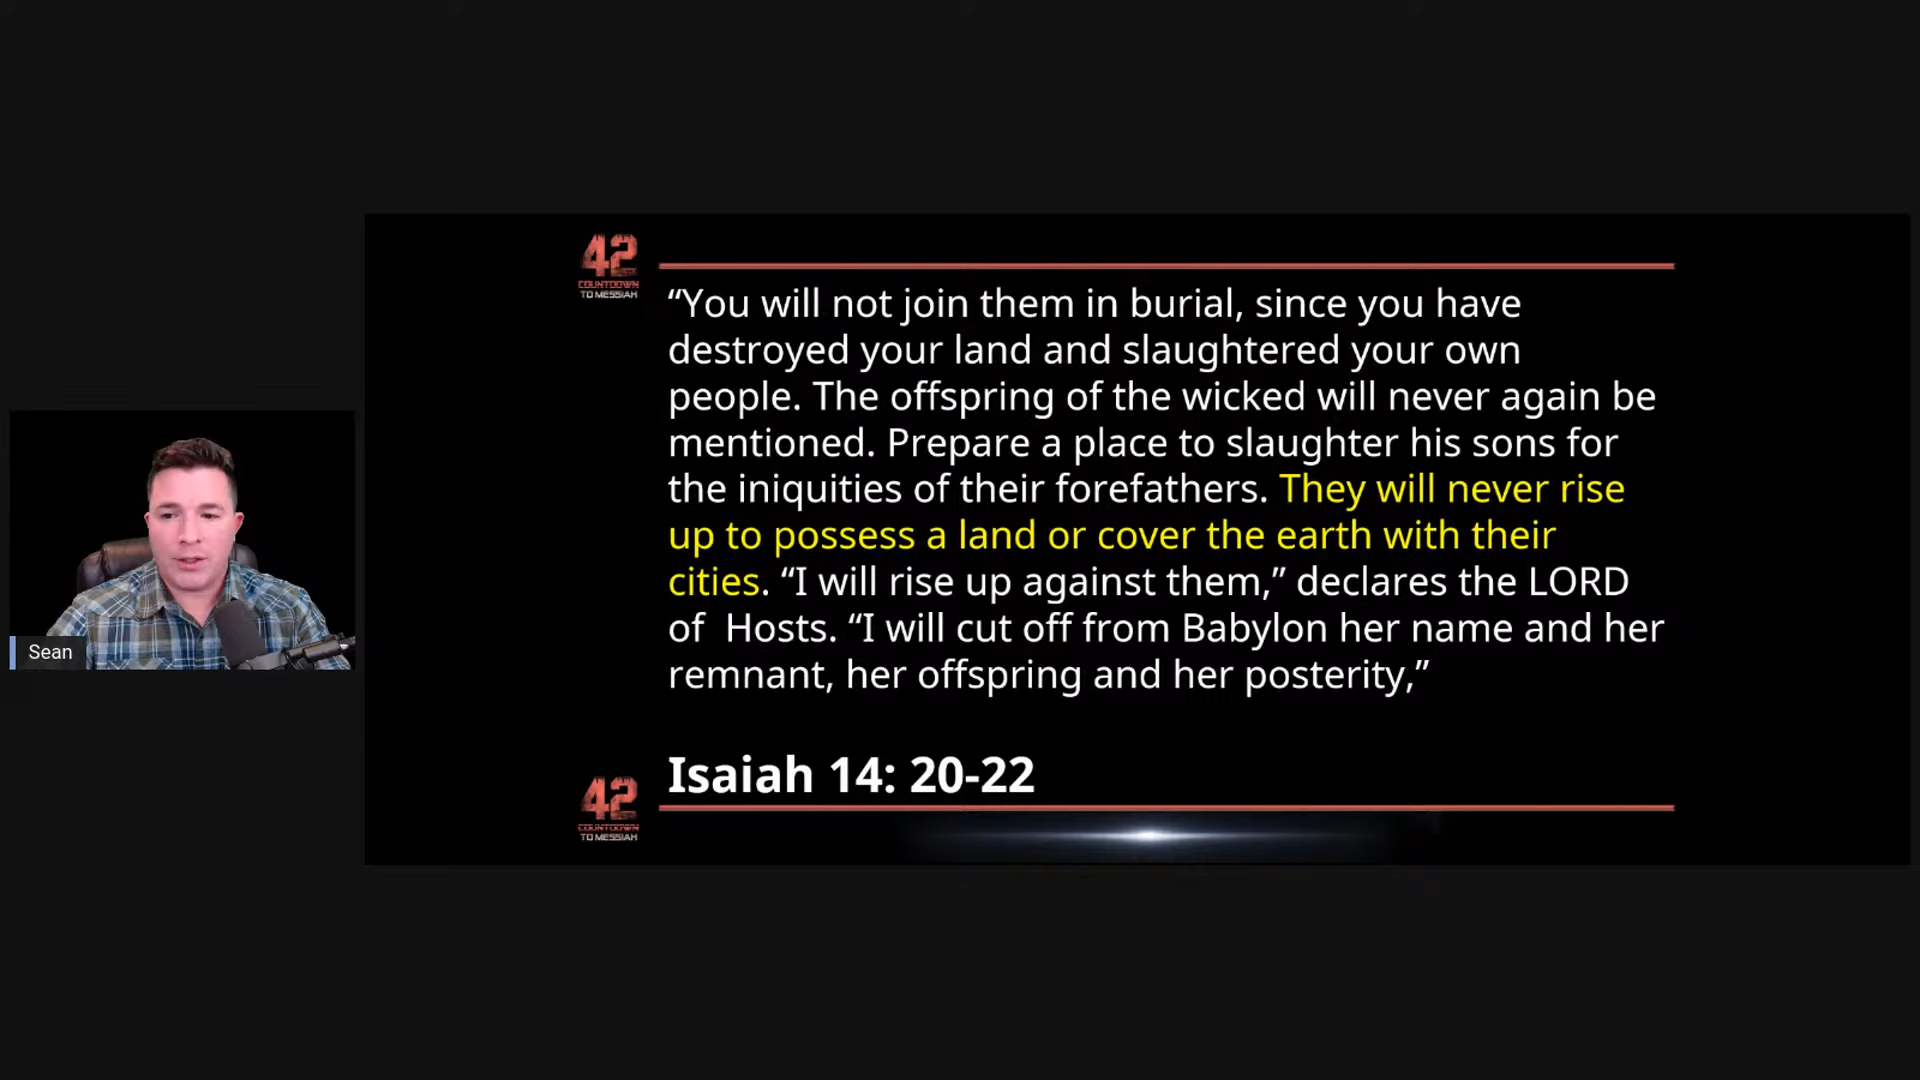 42
COUNTDOWN
TO MESSIAH
“You will not join them in burial, since you have
destroyed your land and slaughtered your own
people. The offspring of the wicked will never again be
mentioned. Prepare a place to slaughter his sons for
the iniquities of their forefathers. They will never rise
up to possess a land or cover the earth with their
cities. “I will rise up against them,” declares the LORD
of  Hosts. “I will cut off from Babylon her name and her
remnant, her offspring and her posterity,”
Isaiah 14: 20-22
42
COUNTDOWN
TO MESSIAH
Sean